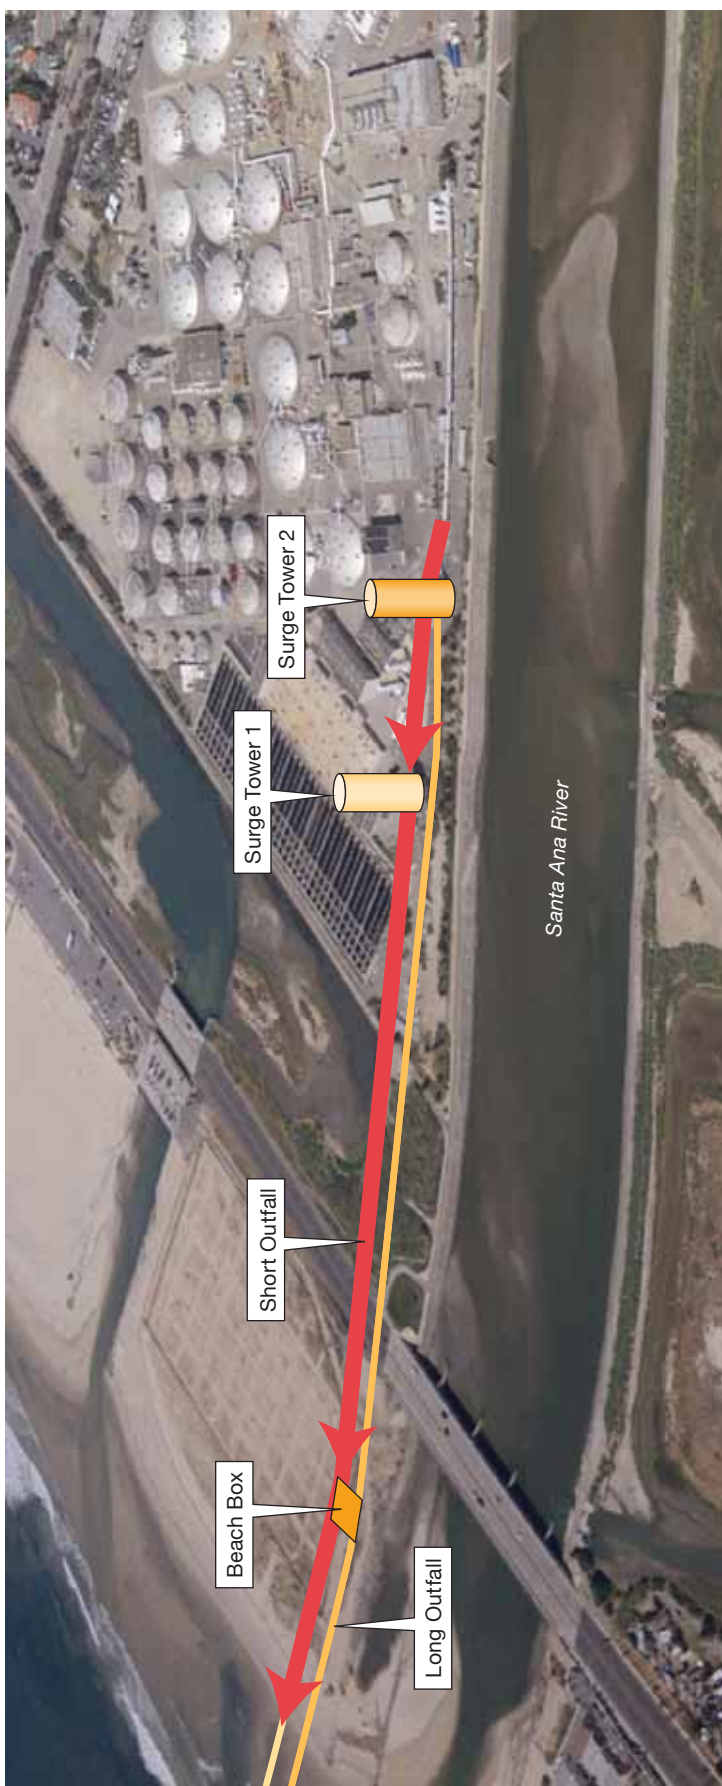 Surge Tower 2
Surge Tower 1
Santa Ana River
Short Outfall
Beach Box
Long Outfall